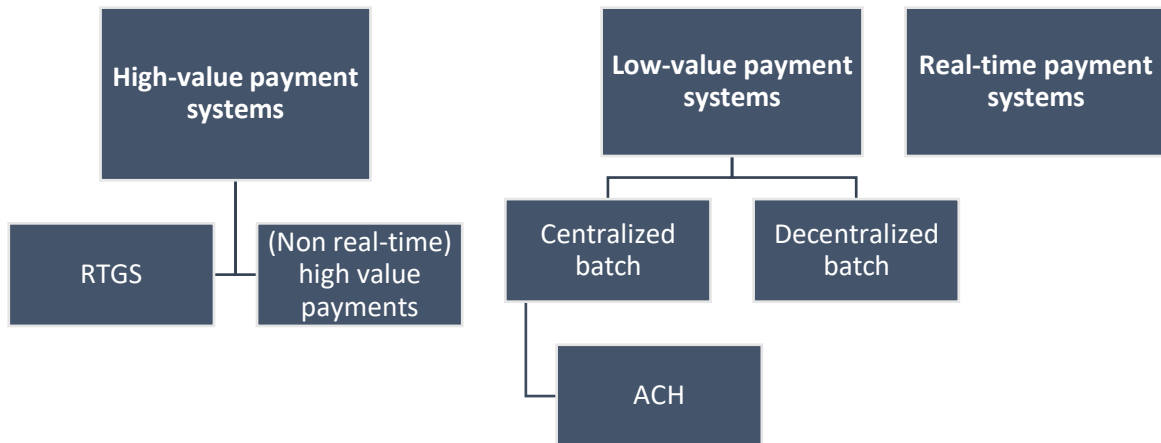 High-value payment
systems
Low-value payment
systems
Real-time payment
systems
RTGS
(Non real-time)
high value
payments
Centralized
batch
Decentralized
batch
ACH